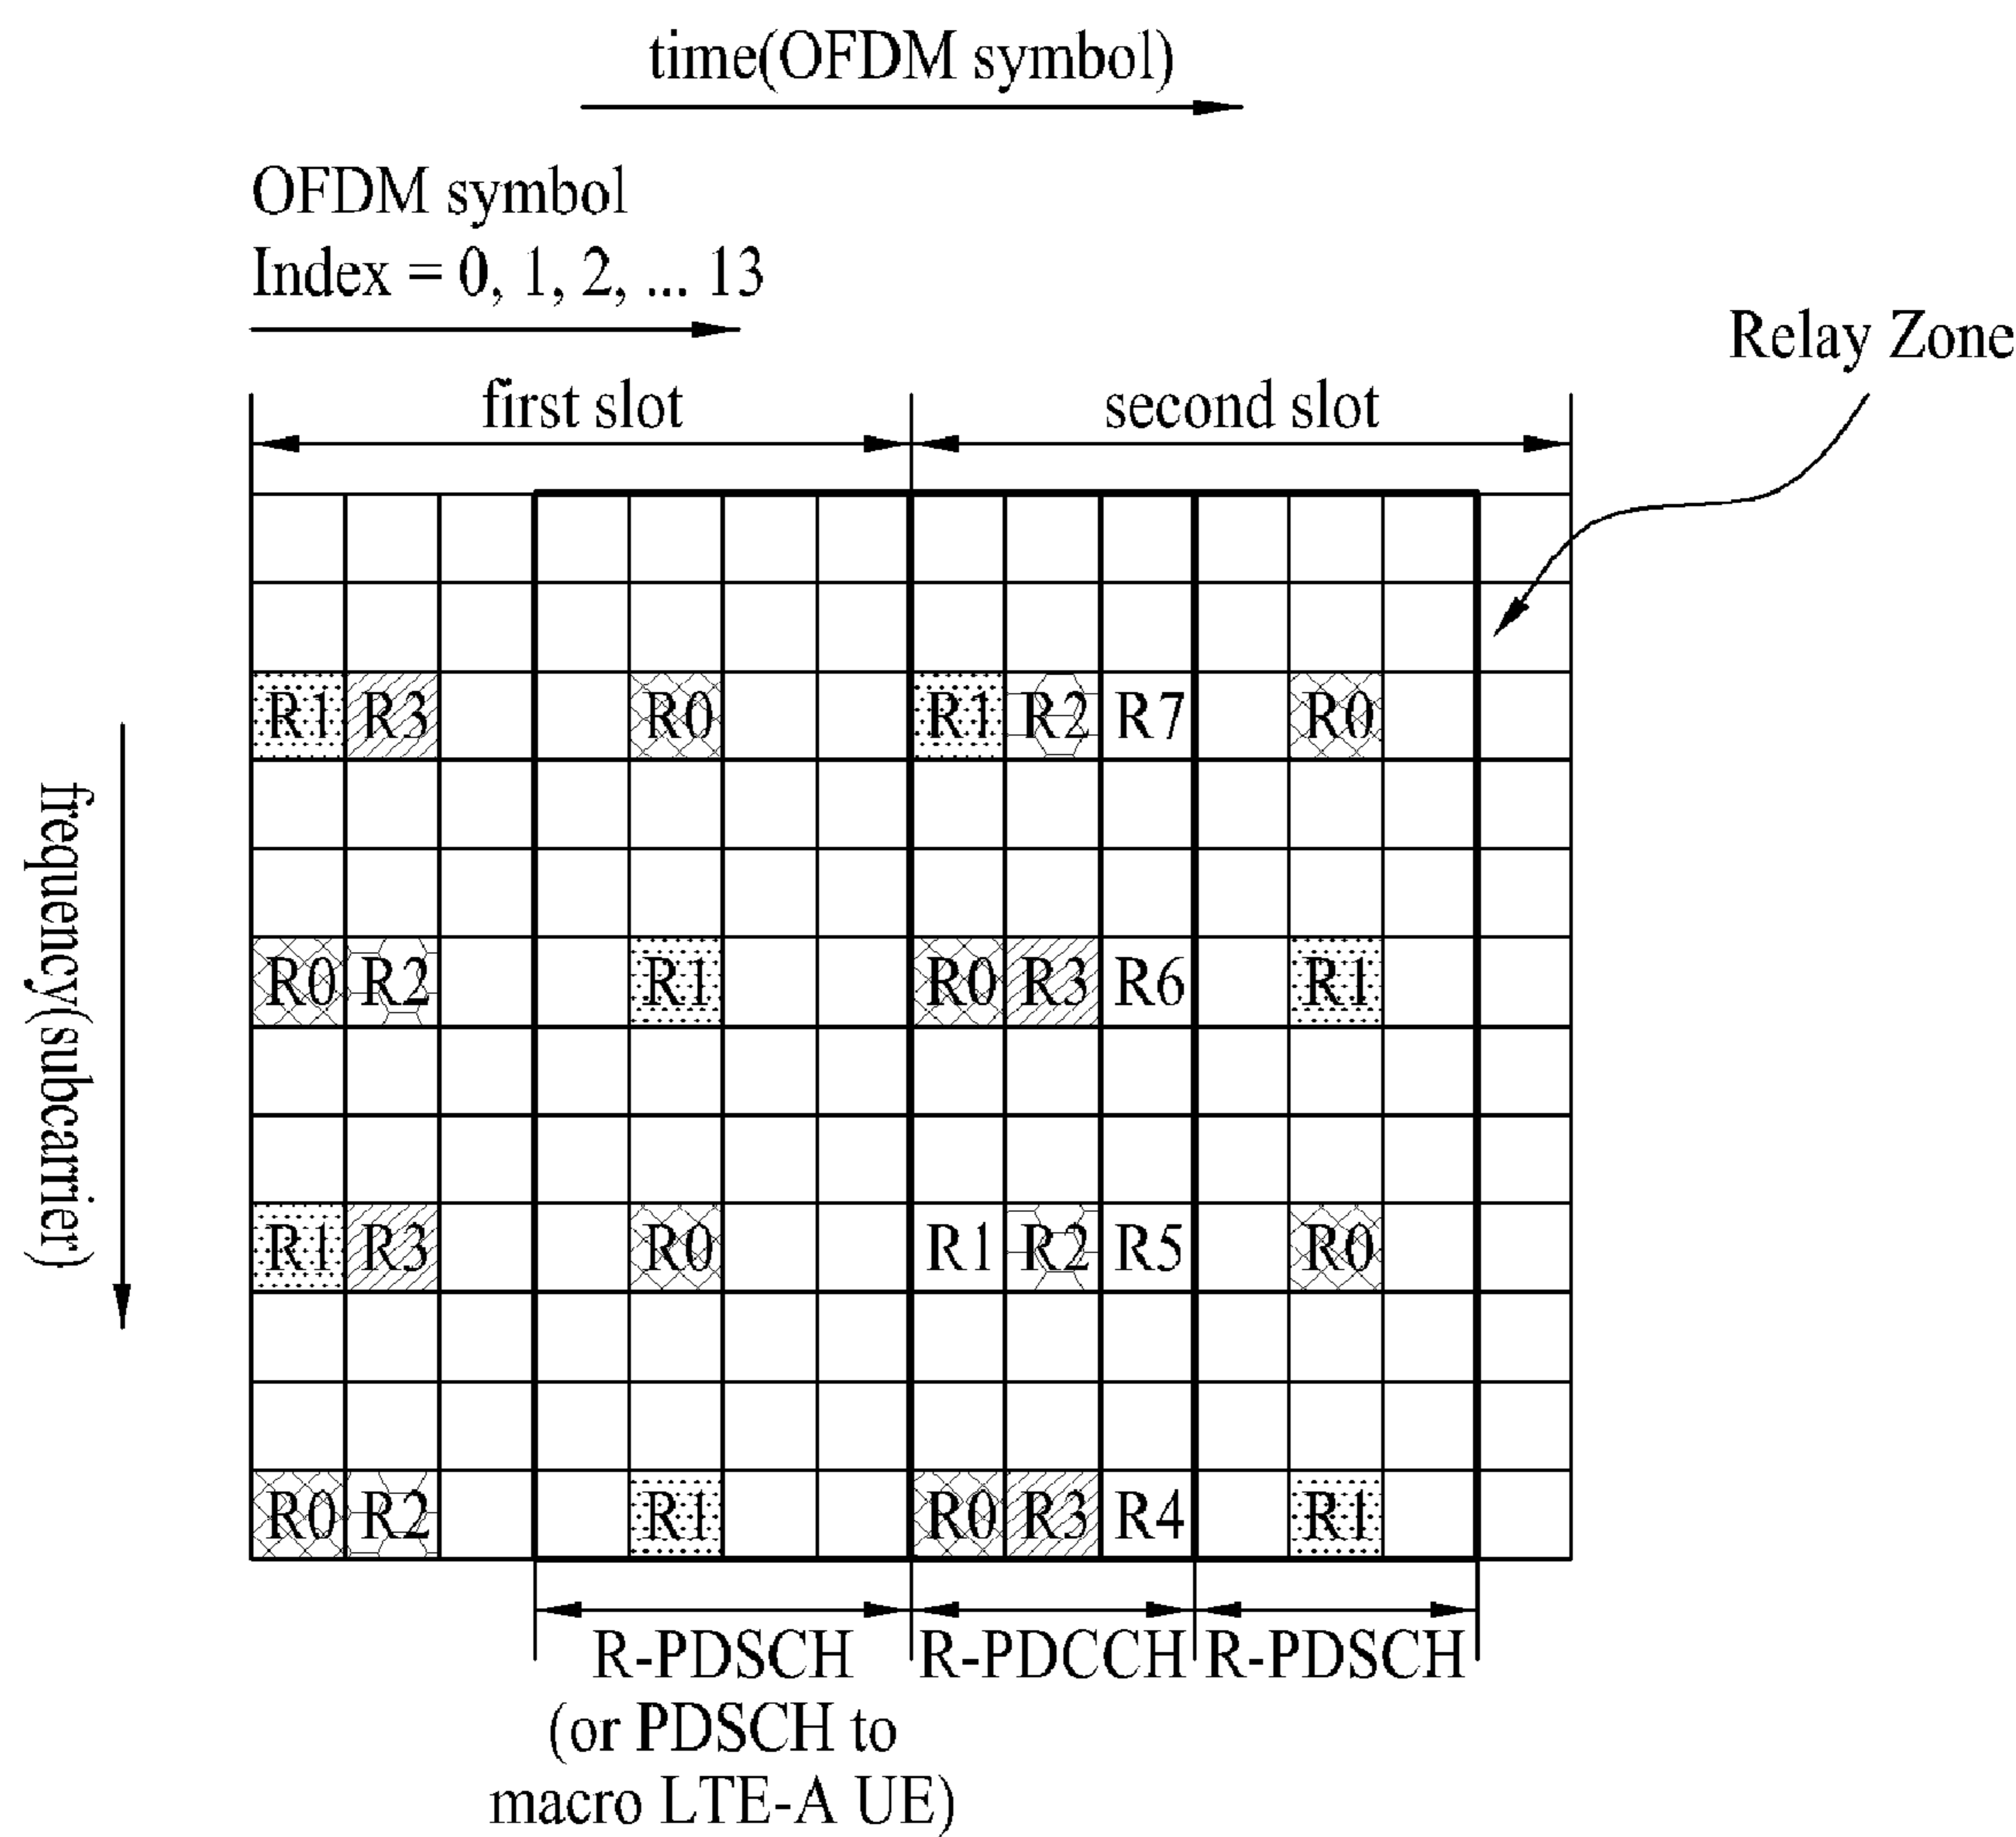 time(OFDM symbol)
OFDM symbol
Index = 0, 1, 2, ... 13
Relay Zone
first slot
second slot
frequency(subcarrier)
R1 R3 R0 R1 R2 R7 R0
R0 R2 R1 R0 R3 R6 R1
R1 R3 R0 R1 R2 R5 R0
R0 R2 R1 R0 R3 R4 R1
R-PDSCH
(or PDSCH to
macro LTE-A UE)
R-PDCCH
R-PDSCH